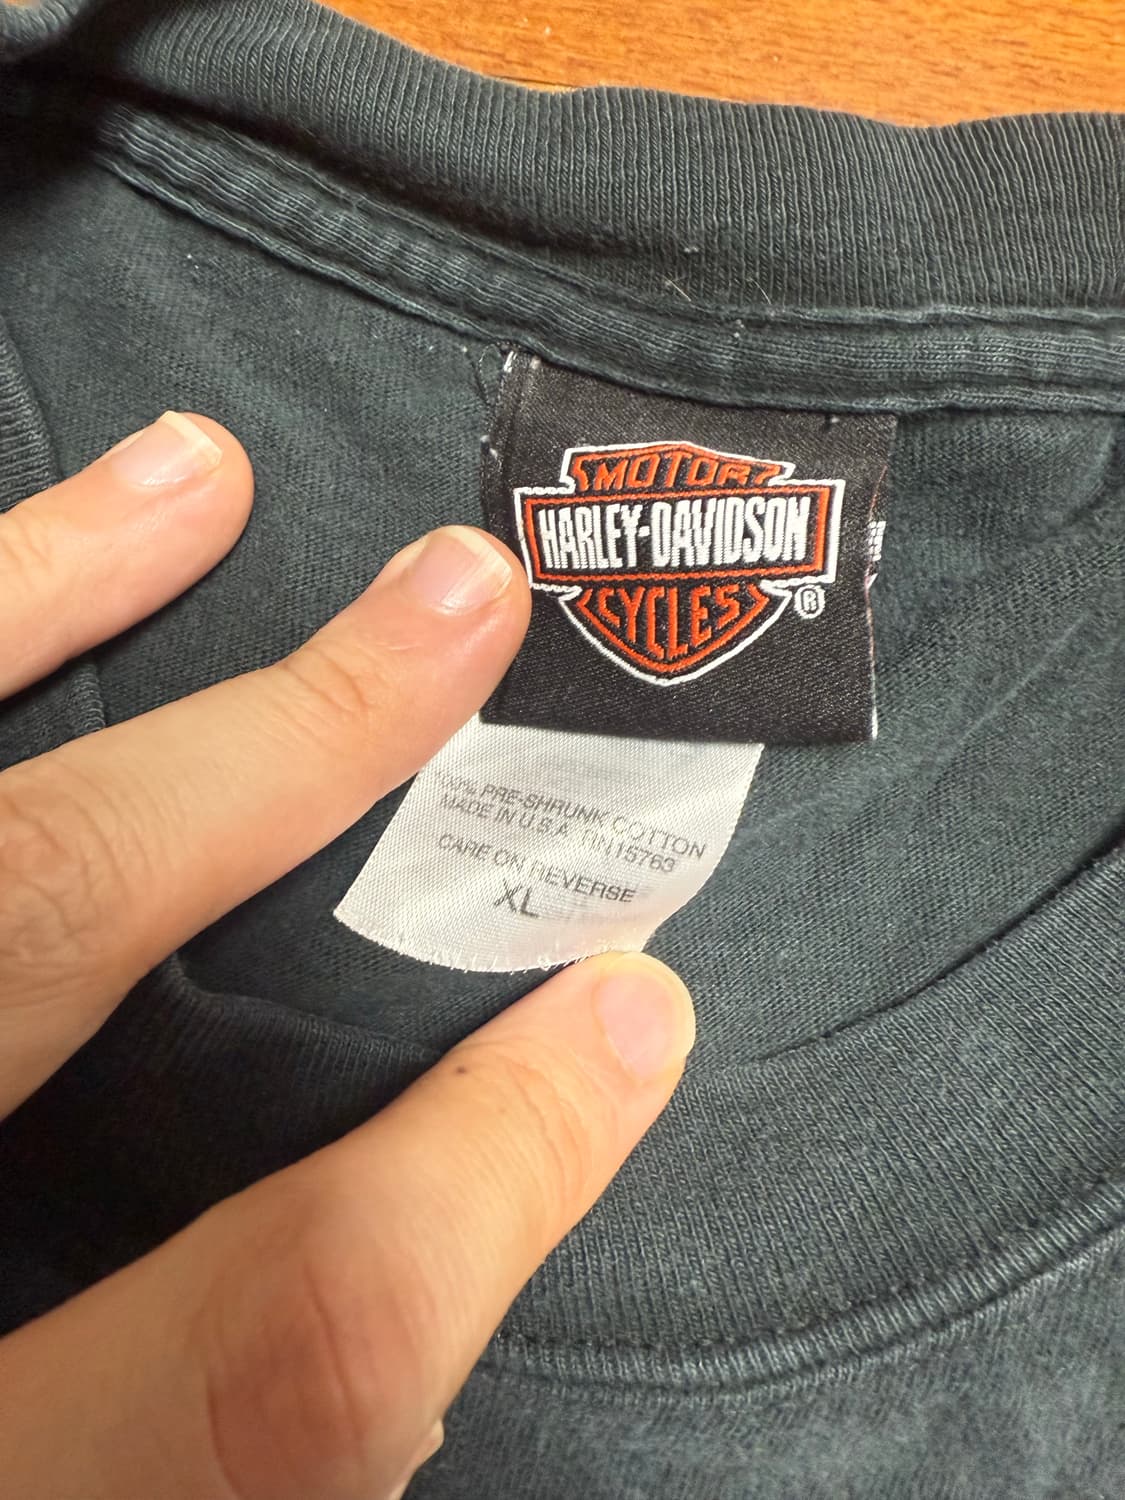 MOTOR
HARLEY-DAVIDSON
CYCLES
®
100% PRE-SHRUNK COTTON
MADE IN U.S.A. RN15763
CARE ON REVERSE
XL